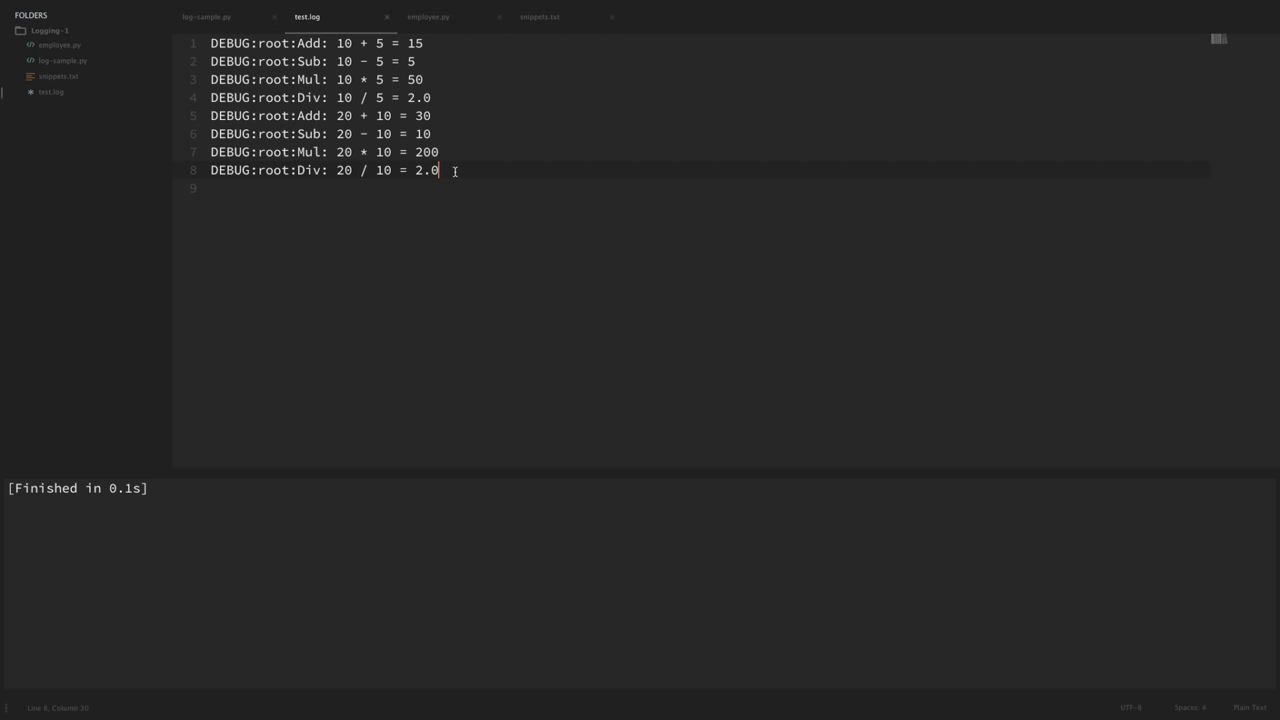 FOLDERS
Logging-1
employee.py
log-sample.py
snippets.txt
test.log
log-sample.py × test.log × employee.py × snippets.txt ×
1 DEBUG:root:Add: 10 + 5 = 15
2 DEBUG:root:Sub: 10 - 5 = 5
3 DEBUG:root:Mul: 10 * 5 = 50
4 DEBUG:root:Div: 10 / 5 = 2.0
5 DEBUG:root:Add: 20 + 10 = 30
6 DEBUG:root:Sub: 20 - 10 = 10
7 DEBUG:root:Mul: 20 * 10 = 200
8 DEBUG:root:Div: 20 / 10 = 2.0
9
[Finished in 0.1s]
Line 8, Column 30 UTF-8 Spaces: 4 Plain Text